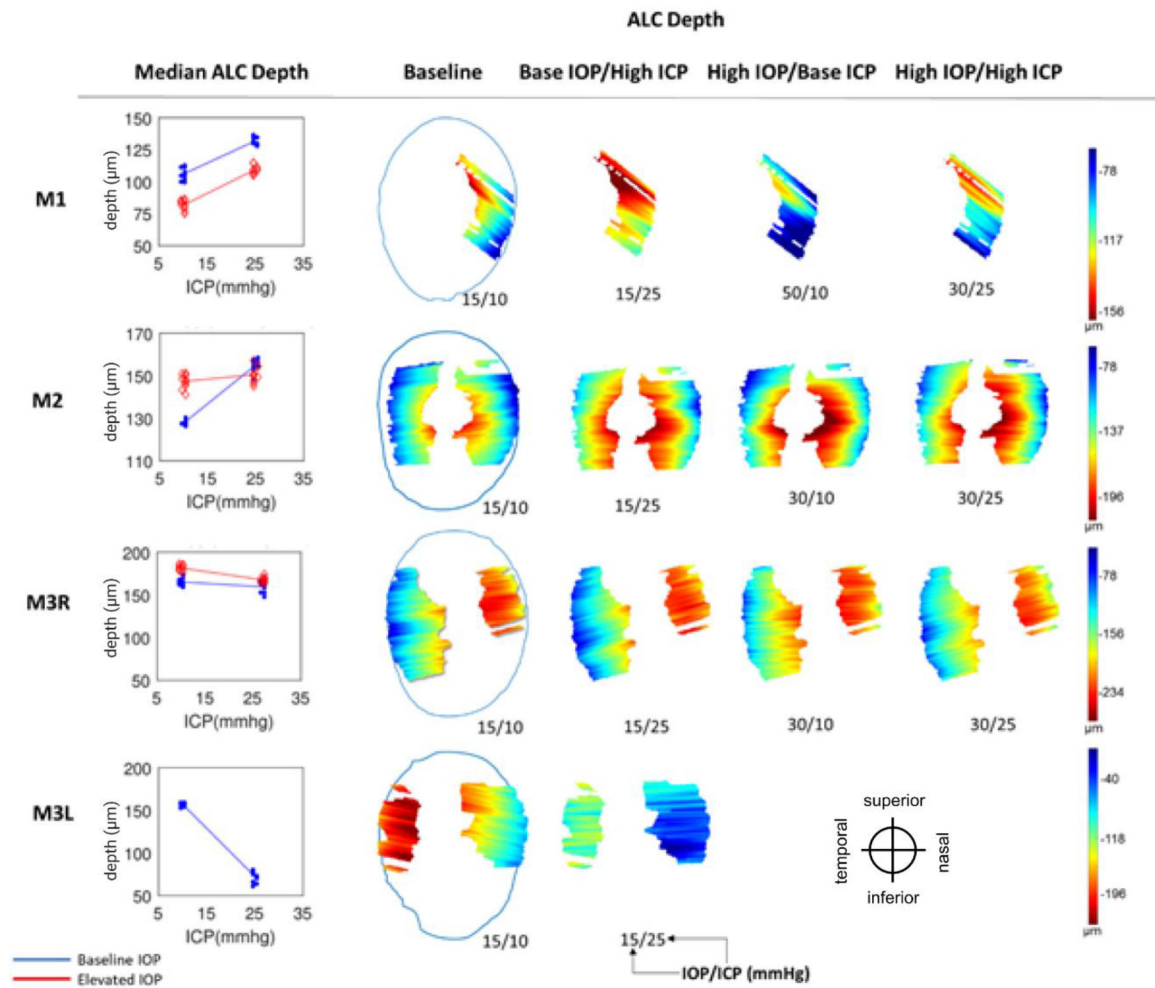 ALC Depth
Median ALC Depth Baseline Base IOP/High ICP High IOP/Base ICP High IOP/High ICP
M1
depth (µm)
150
125
100
75
50
5 15 25 35
ICP(mmhg)
15/10 15/25 50/10 30/25
-78
-117
-156
µm
M2
depth (µm)
170
150
130
110
5 15 25 35
ICP(mmhg)
15/10 15/25 30/10 30/25
-78
-137
-196
µm
M3R
depth (µm)
200
150
100
50
5 15 25 35
ICP(mmhg)
15/10 15/25 30/10 30/25
-78
-156
-234
µm
M3L
depth (µm)
200
150
100
50
5 15 25 35
ICP(mmhg)
15/10 15/25
IOP/ICP (mmHg)
superior
temporal
nasal
inferior
-40
-118
-196
µm
Baseline IOP
Elevated IOP